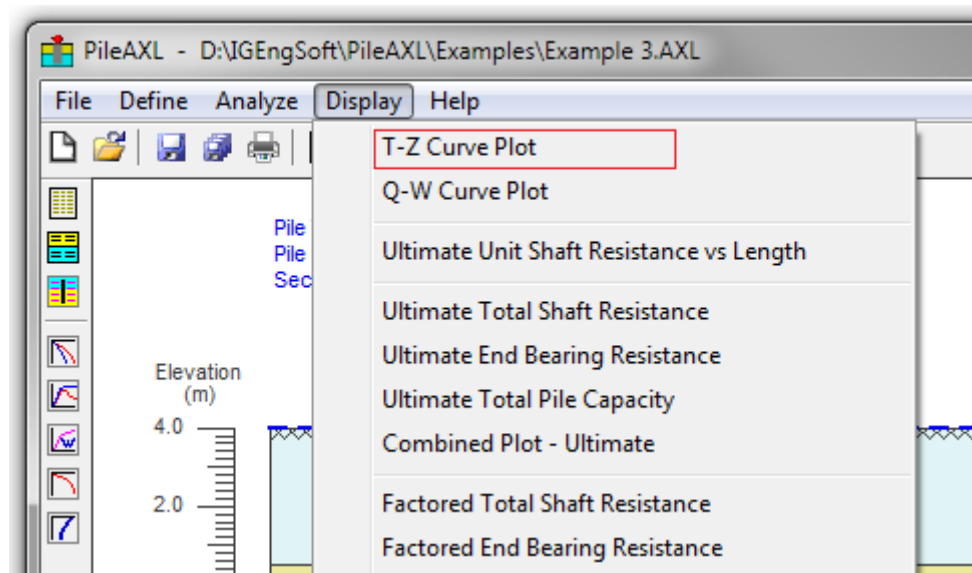 PileAXL - D:\IGEngSoft\PileAXL\Examples\Example 3.AXL
File Define Analyze Display Help
T-Z Curve Plot
Q-W Curve Plot
Ultimate Unit Shaft Resistance vs Length
Ultimate Total Shaft Resistance
Ultimate End Bearing Resistance
Ultimate Total Pile Capacity
Combined Plot - Ultimate
Factored Total Shaft Resistance
Factored End Bearing Resistance
Pile
Pile
Sec
Elevation
(m)
4.0
2.0